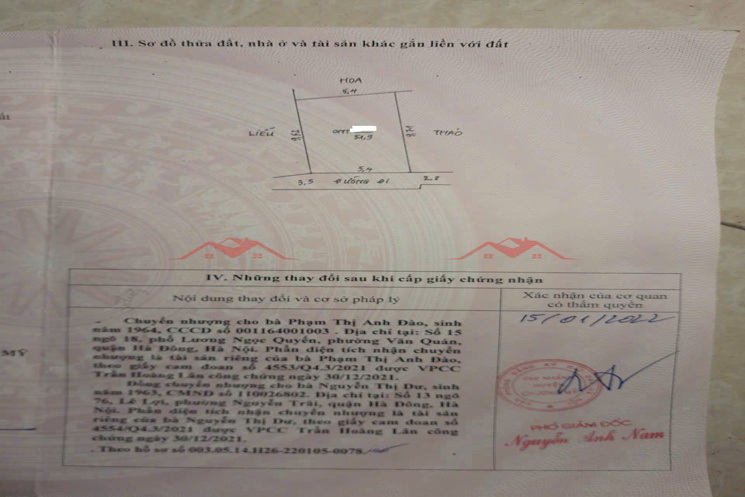 III. Sơ đồ thửa đất, nhà ở và tài sản khác gắn liền với đất
HOA
5,4
LIỄU
ONT
51,5
THẢO
5,4
3,5 ĐƯỜNG ĐI 2,8
MỸ
IV. Những thay đổi sau khi cấp giấy chứng nhận
Nội dung thay đổi và cơ sở pháp lý
Xác nhận của cơ quan
có thẩm quyền
Chuyển nhượng cho bà Phạm Thị Anh Đào, sinh
năm 1964, CCCD số 001164001003 . Địa chỉ tại: Số 15
ngõ 18, phố Lương Ngọc Quyến, phường Văn Quán,
quận Hà Đông, Hà Nội. Phần diện tích nhận chuyển
nhượng là tài sản riêng của bà Phạm Thị Anh Đào,
theo giấy cam đoan số 4553/Q4.3/2021 được VPCC
Trần Hoàng Lân công chứng ngày 30/12/2021.
Đồng chuyển nhượng cho bà Nguyễn Thị Dư, sinh
năm 1963, CMND số 110026802. Địa chỉ tại: Số 13 ngõ
76, Lê Lợi, phường Nguyễn Trãi, quận Hà Đông, Hà
Nội. Phần diện tích nhận chuyển nhượng là tài sản
riêng của bà Nguyễn Thị Dư, theo giấy cam đoan số
4554/Q4.3/2021 được VPCC Trần Hoàng Lân công
chứng ngày 30/12/2021.
. Theo hồ sơ số 003.05.14.H26-220105-0078.
15/01/2022
PHÓ GIÁM ĐỐC
Nguyễn Anh Nam